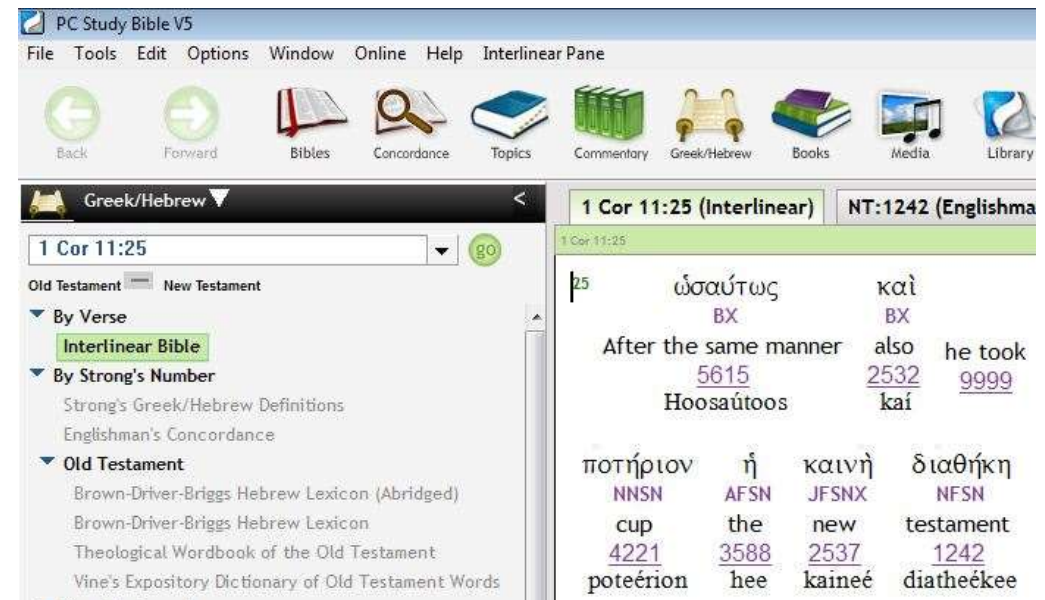 PC Study Bible V5
File Tools Edit Options Window Online Help Interlinear Pane
Back Forward Bibles Concordance Topics Commentary Greek/Hebrew Books Media Library
Greek/Hebrew <
1 Cor 11:25 go
Old Testament New Testament
By Verse
Interlinear Bible
By Strong's Number
Strong's Greek/Hebrew Definitions
Englishman's Concordance
Old Testament
Brown-Driver-Briggs Hebrew Lexicon (Abridged)
Brown-Driver-Briggs Hebrew Lexicon
Theological Wordbook of the Old Testament
Vine's Expository Dictionary of Old Testament Words
1 Cor 11:25 (Interlinear) NT:1242 (Englishma
1 Cor 11:25
25 ὡσαύτως καὶ
BX BX
After the same manner also he took
5615 2532 9999
Hoosaútoos kaí
ποτήριον ἡ καινὴ διαθήκη
NNSN AFSN JFSNX NFSN
cup the new testament
4221 3588 2537 1242
poteérion hee kaineé diatheékee